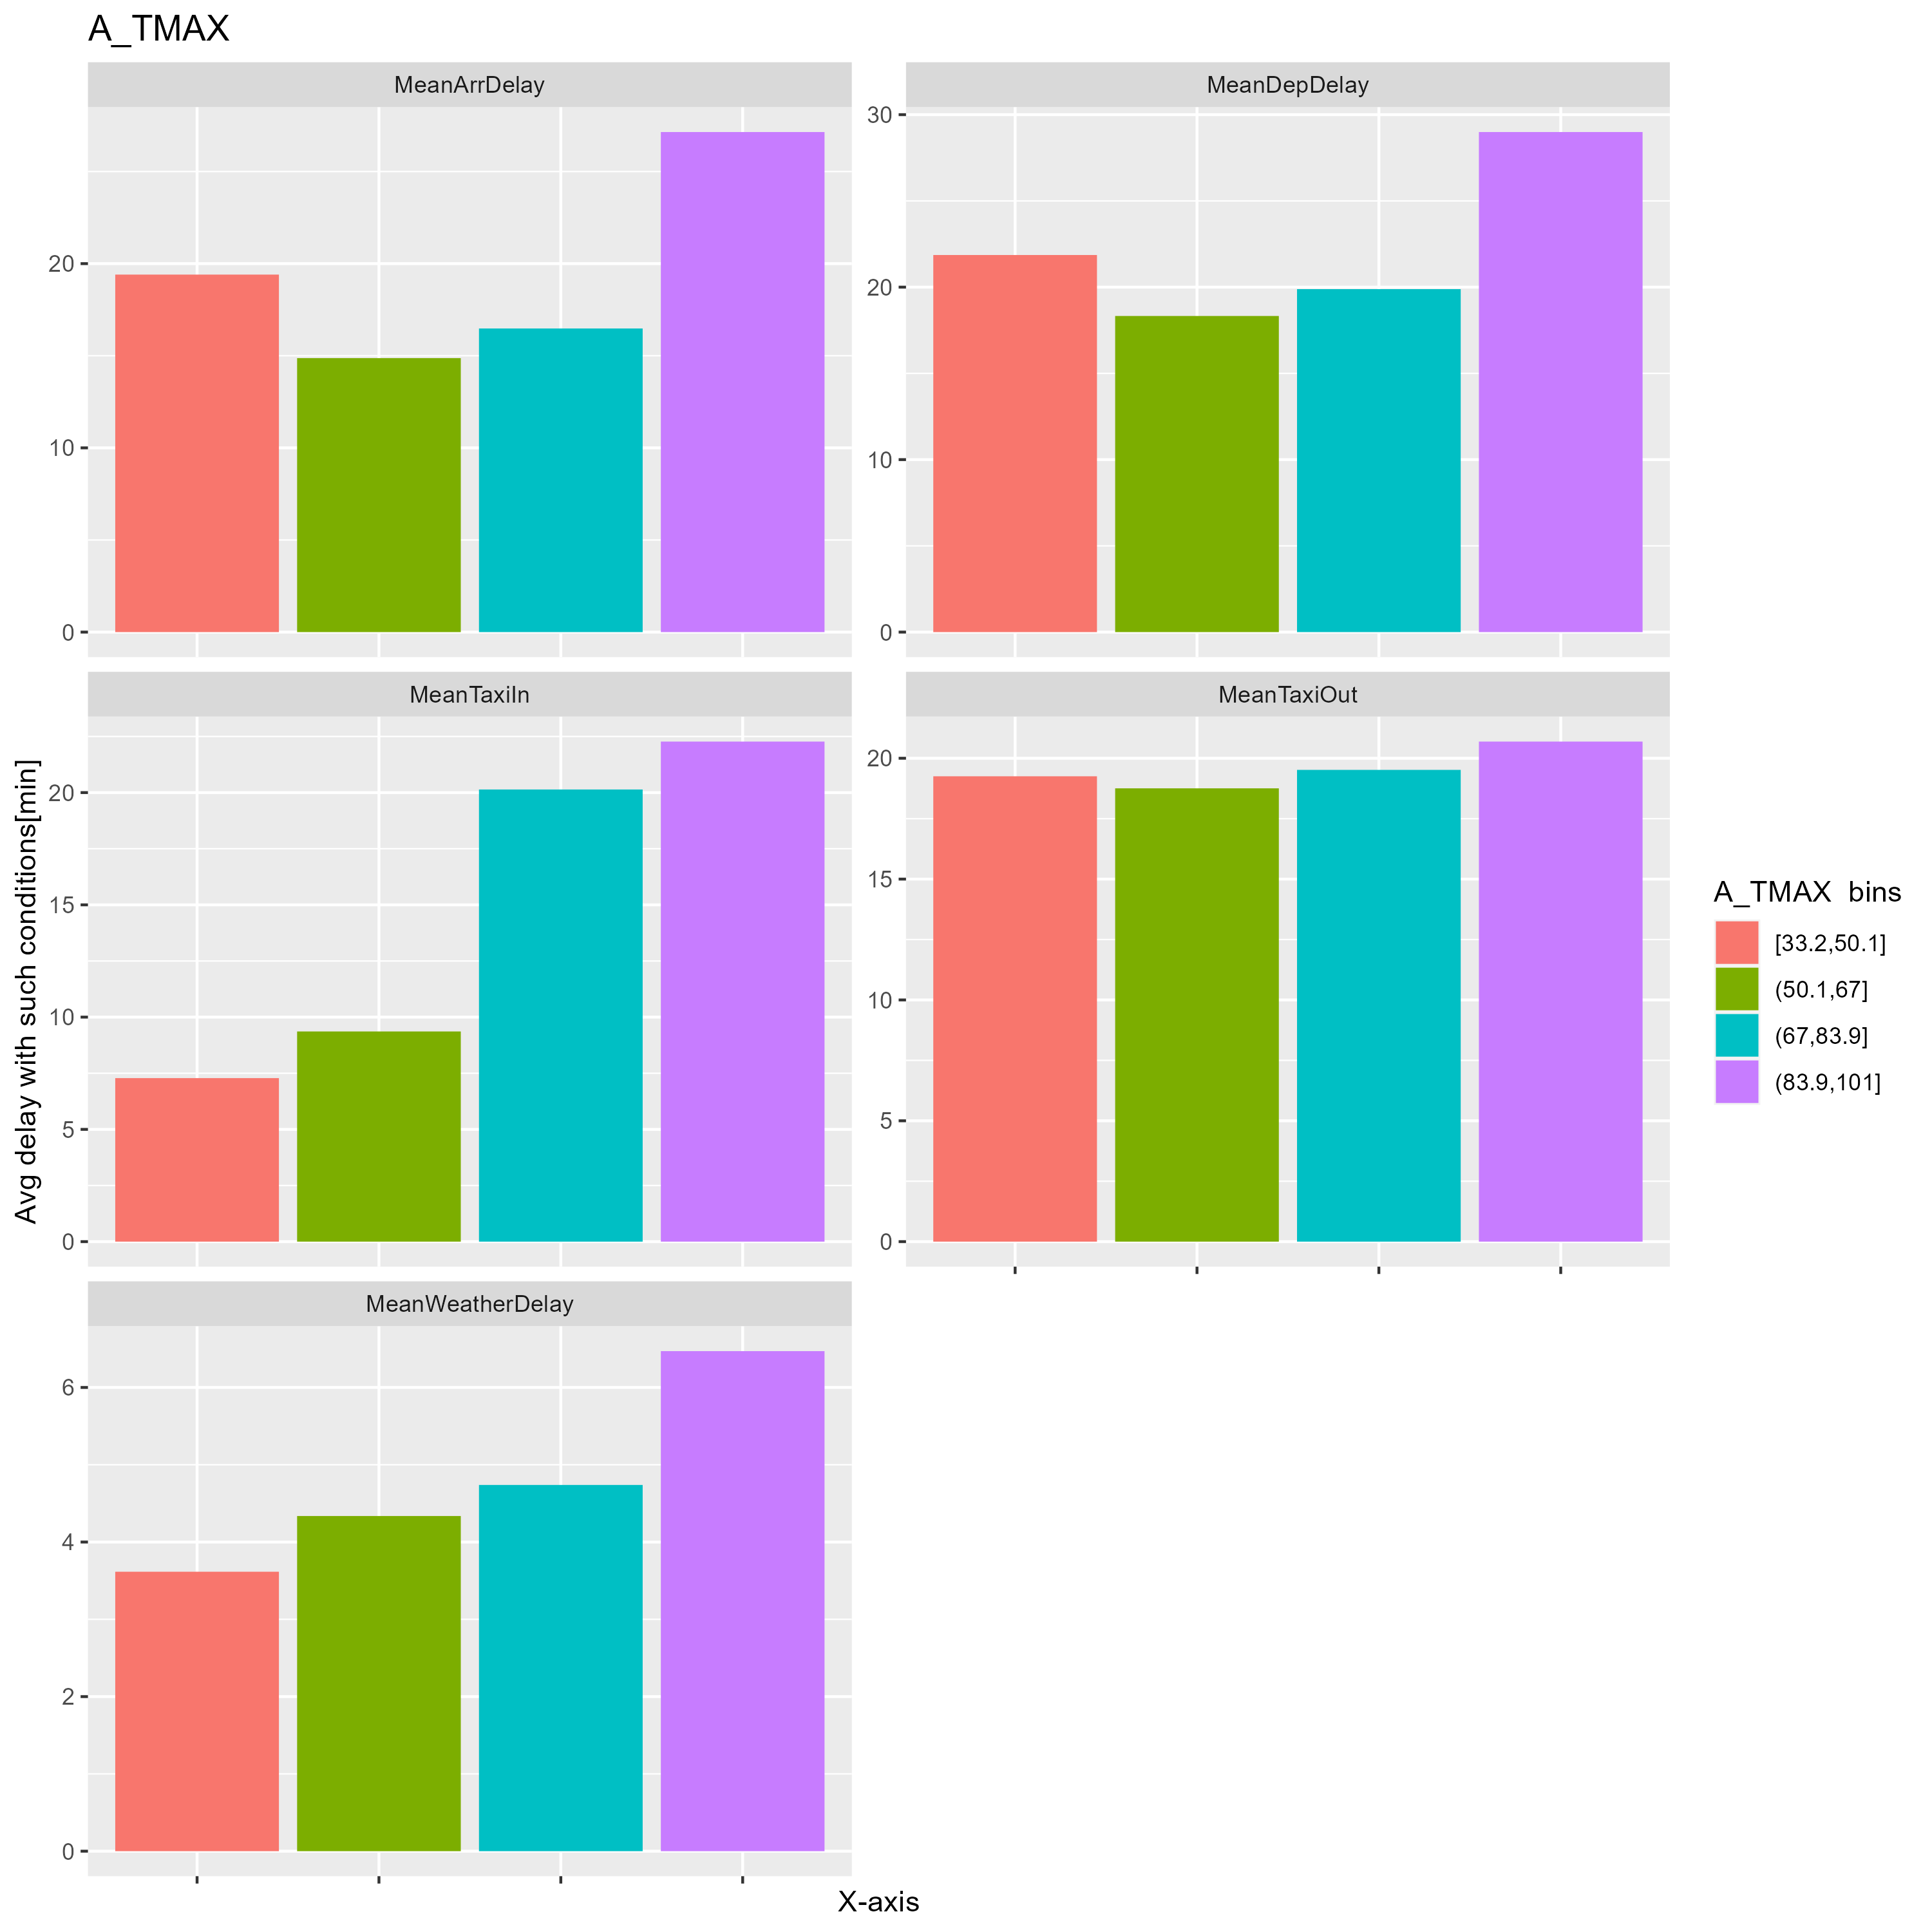 A_TMAX
MeanArrDelay
MeanDepDelay
20
10
0
30
20
10
0
MeanTaxiIn
MeanTaxiOut
Avg delay with such conditions[min]
20
15
10
5
0
20
15
10
5
0
A_TMAX  bins
[33.2,50.1]
(50.1,67]
(67,83.9]
(83.9,101]
MeanWeatherDelay
6
4
2
0
X-axis